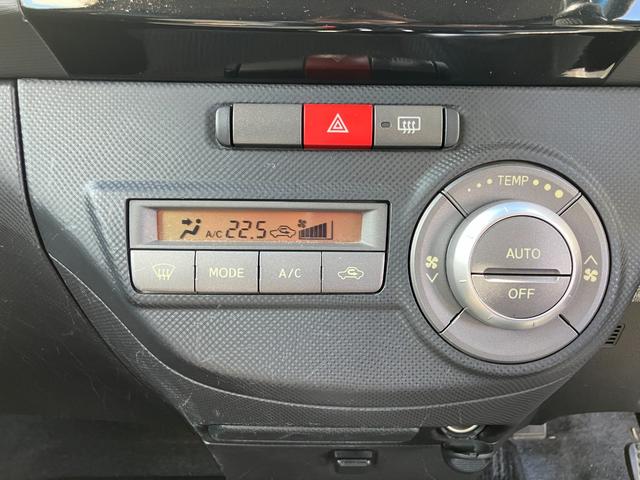 TEMP
A/C 22.5
AUTO
MODE
A/C
OFF